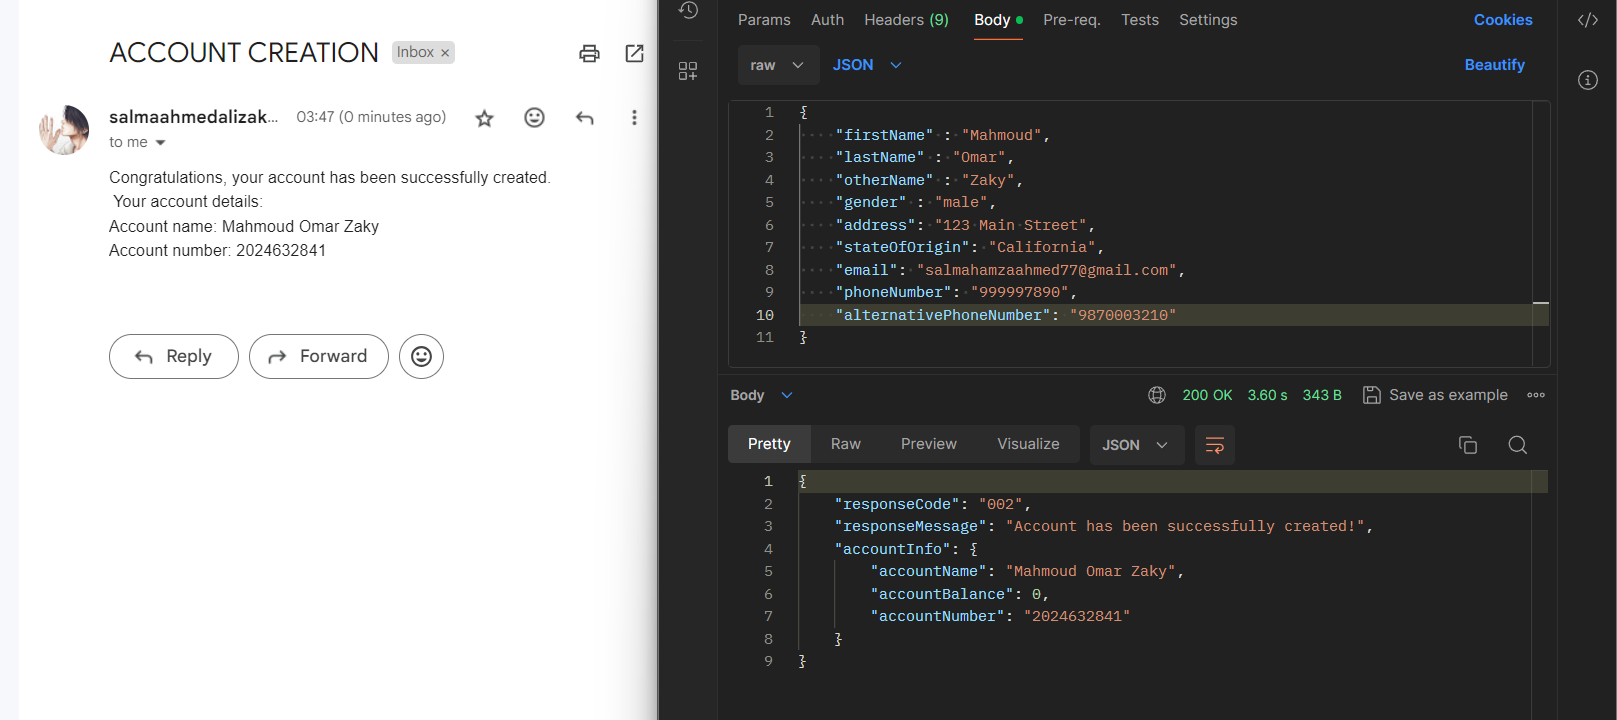 ACCOUNT CREATION Inbox ×
salmaahmedalizak... 03:47 (0 minutes ago)
to me
Congratulations, your account has been successfully created.
Your account details:
Account name: Mahmoud Omar Zaky
Account number: 2024632841
Reply Forward
Params Auth Headers (9) Body Pre-req. Tests Settings Cookies
raw JSON Beautify
1 {
2 "firstName" : "Mahmoud",
3 "lastName" : "Omar",
4 "otherName" : "Zaky",
5 "gender" : "male",
6 "address": "123 Main Street",
7 "stateOfOrigin": "California",
8 "email": "salmahamzaahmed77@gmail.com",
9 "phoneNumber": "999997890",
10 "alternativePhoneNumber": "9870003210"
11 }
Body 200 OK 3.60 s 343 B Save as example
Pretty Raw Preview Visualize JSON
1 {
2 "responseCode": "002",
3 "responseMessage": "Account has been successfully created!",
4 "accountInfo": {
5 "accountName": "Mahmoud Omar Zaky",
6 "accountBalance": 0,
7 "accountNumber": "2024632841"
8 }
9 }